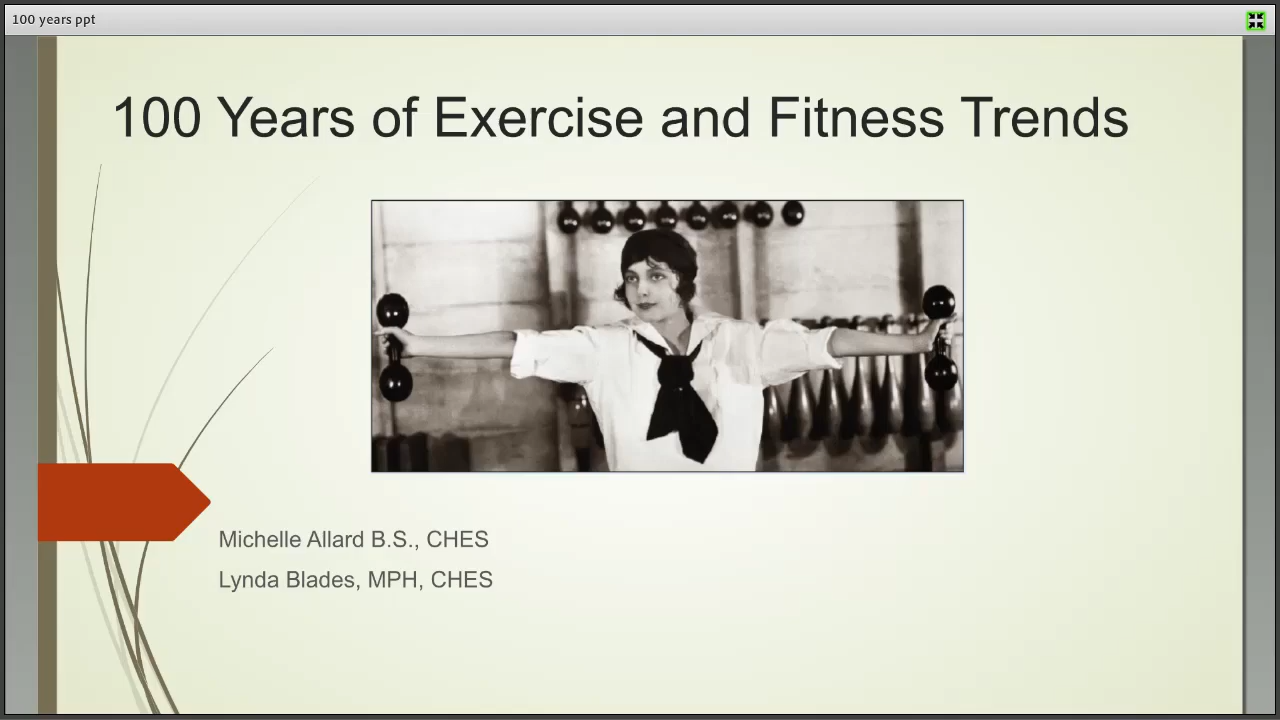 100 years ppt
100 Years of Exercise and Fitness Trends
Michelle Allard B.S., CHES
Lynda Blades, MPH, CHES